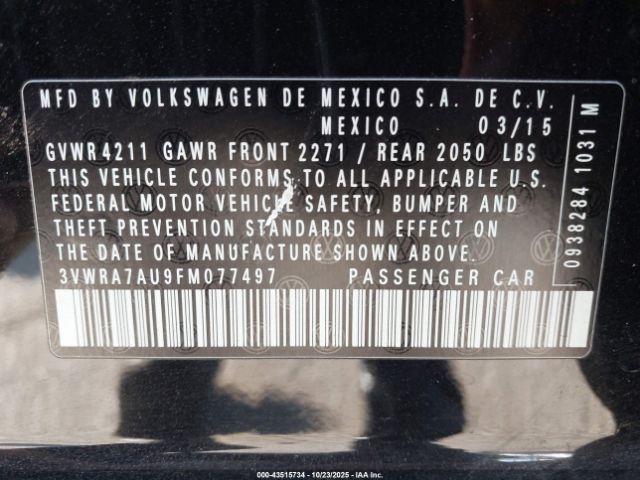 MFD BY VOLKSWAGEN DE MEXICO S.A. DE C.V.
MEXICO 03/15
GVWR4211 GAWR FRONT 2271 / REAR 2050 LBS
THIS VEHICLE CONFORMS TO ALL APPLICABLE U.S.
FEDERAL MOTOR VEHICLE SAFETY, BUMPER AND
THEFT PREVENTION STANDARDS IN EFFECT ON
THE DATE OF MANUFACTURE SHOWN ABOVE.
3VWRA7AU9FM077497 PASSENGER CAR
0938284 1031 M
000-43515734 | 10/23/2025 | IAA, Inc.